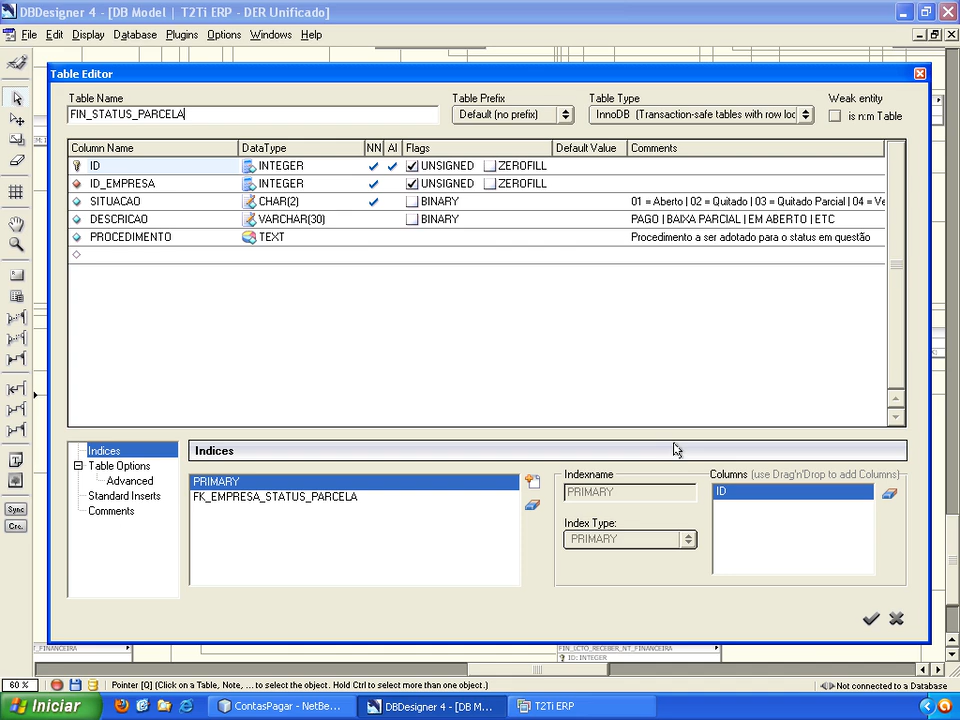 DBDesigner 4 - [DB Model | T2Ti ERP - DER Unificado]
File Edit Display Database Plugins Options Windows Help
Table Editor
Table Name Table Prefix Table Type Weak entity
FIN_STATUS_PARCELA Default (no prefix) InnoDB (Transaction-safe tables with row loc is n:m Table
Column Name DataType NN AI Flags Default Value Comments
ID INTEGER UNSIGNED ZEROFILL
ID_EMPRESA INTEGER UNSIGNED ZEROFILL
SITUACAO CHAR(2) BINARY 01 = Aberto | 02 = Quitado | 03 = Quitado Parcial | 04 = Ve
DESCRICAO VARCHAR(30) BINARY PAGO | BAIXA PARCIAL | EM ABERTO | ETC
PROCEDIMENTO TEXT Procedimento a ser adotado para o status em questão
Indices
Table Options
Advanced
Standard Inserts
Comments
Indices
PRIMARY
FK_EMPRESA_STATUS_PARCELA
Indexname
PRIMARY
Index Type:
PRIMARY
Columns (use Drag'n'Drop to add Columns)
ID
Sync
Cre.
T_FINANCEIRA
FIN_LCTO_RECEBER_NT_FINANCEIRA
ID: INTEGER
60 % Pointer [Q] (Click on a Table, Note, ... to select the object. Hold Ctrl to select more than one object.) Not connected to a Database
Iniciar ContasPagar - NetBe... DBDesigner 4 - [DB M... T2Ti ERP